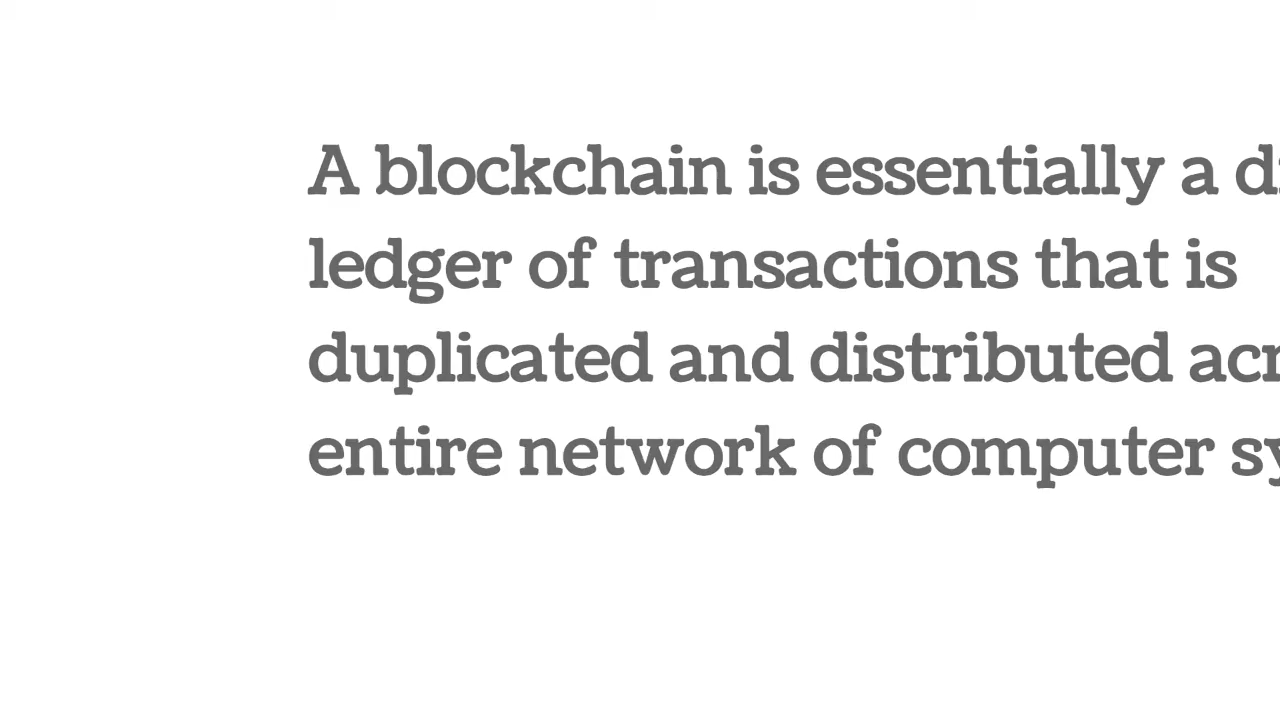 A blockchain is essentially a
ledger of transactions that is
duplicated and distributed
entire network of computer